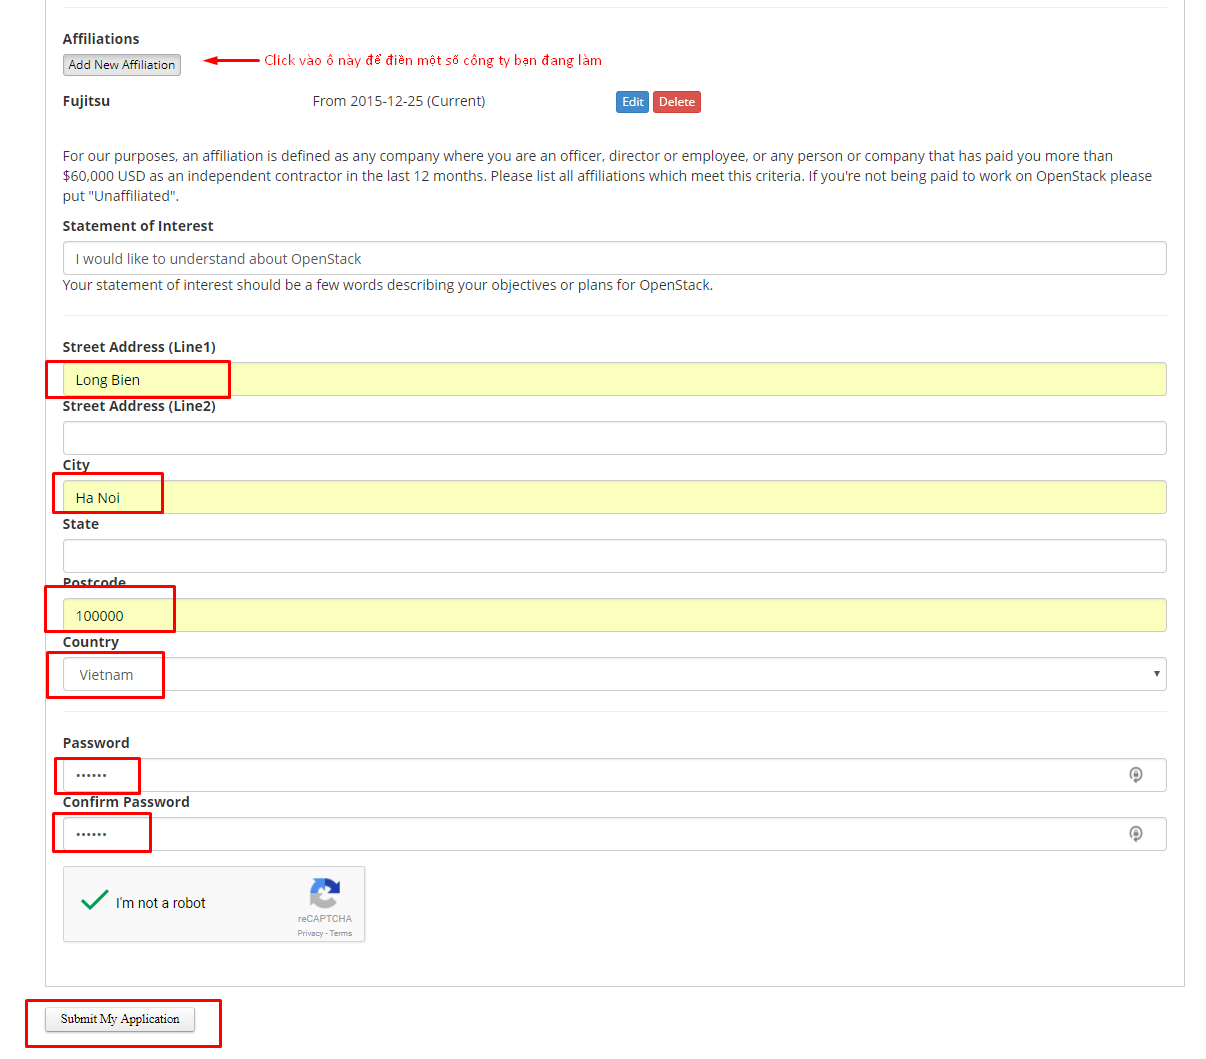 Affiliations
Add New Affiliation
Click vào ô này để điền một số công ty bạn đang làm
Fujitsu From 2015-12-25 (Current) Edit Delete
For our purposes, an affiliation is defined as any company where you are an officer, director or employee, or any person or company that has paid you more than
$60,000 USD as an independent contractor in the last 12 months. Please list all affiliations which meet this criteria. If you're not being paid to work on OpenStack please
put "Unaffiliated".
Statement of Interest
I would like to understand about OpenStack
Your statement of interest should be a few words describing your objectives or plans for OpenStack.
Street Address (Line1)
Long Bien
Street Address (Line2)
City
Ha Noi
State
Postcode
100000
Country
Vietnam
Password
••••••
Confirm Password
••••••
I'm not a robot
reCAPTCHA
Privacy - Terms
Submit My Application